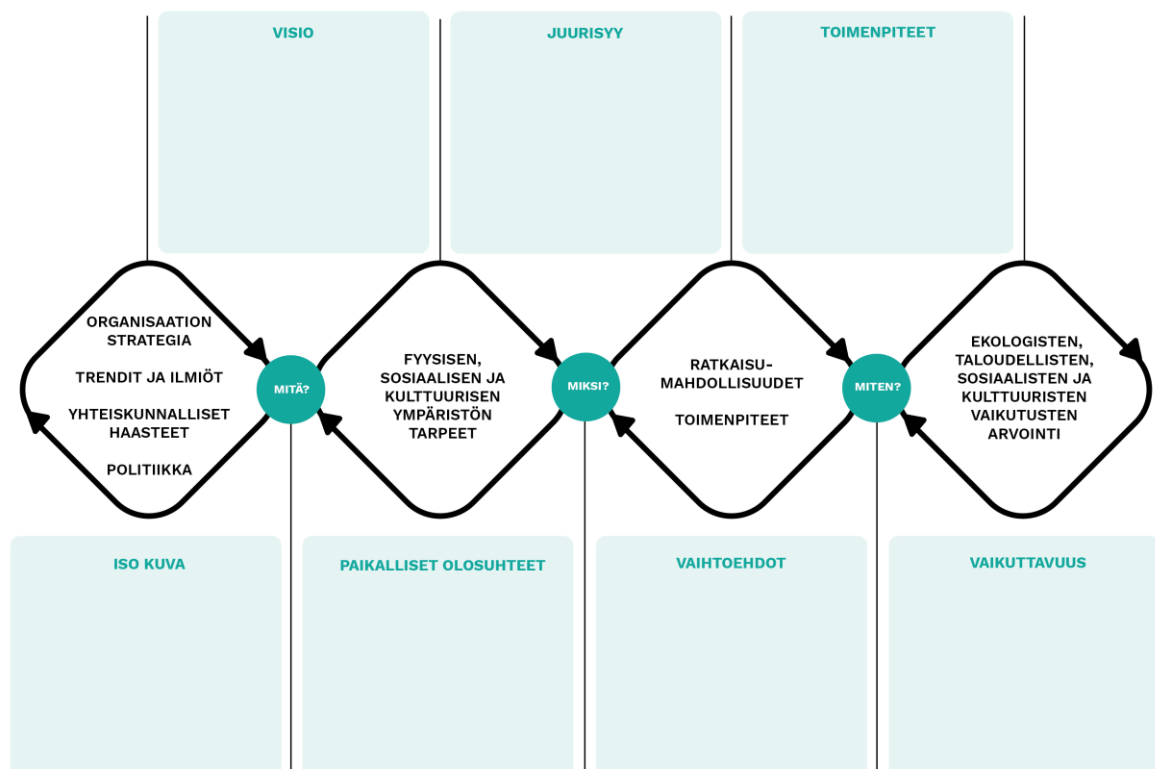 VISIO
JUURISYY
TOIMENPITEET
ORGANISAATION
STRATEGIA
TRENDIT JA ILMIÖT
YHTEISKUNNALLISET
HAASTEET
POLITIIKKA
MITÄ?
FYYSISEN,
SOSIAALISEN JA
KULTTUURISEN
YMPÄRISTÖN
TARPEET
MIKSI?
RATKAISU-
MAHDOLLISUUDET
TOIMENPITEET
MITEN?
EKOLOGISTEN,
TALOUDELLISTEN,
SOSIAALISTEN JA
KULTTUURISTEN
VAIKUTUSTEN
ARVOINTI
ISO KUVA
PAIKALLISET OLOSUHTEET
VAIHTOEHDOT
VAIKUTTAVUUS